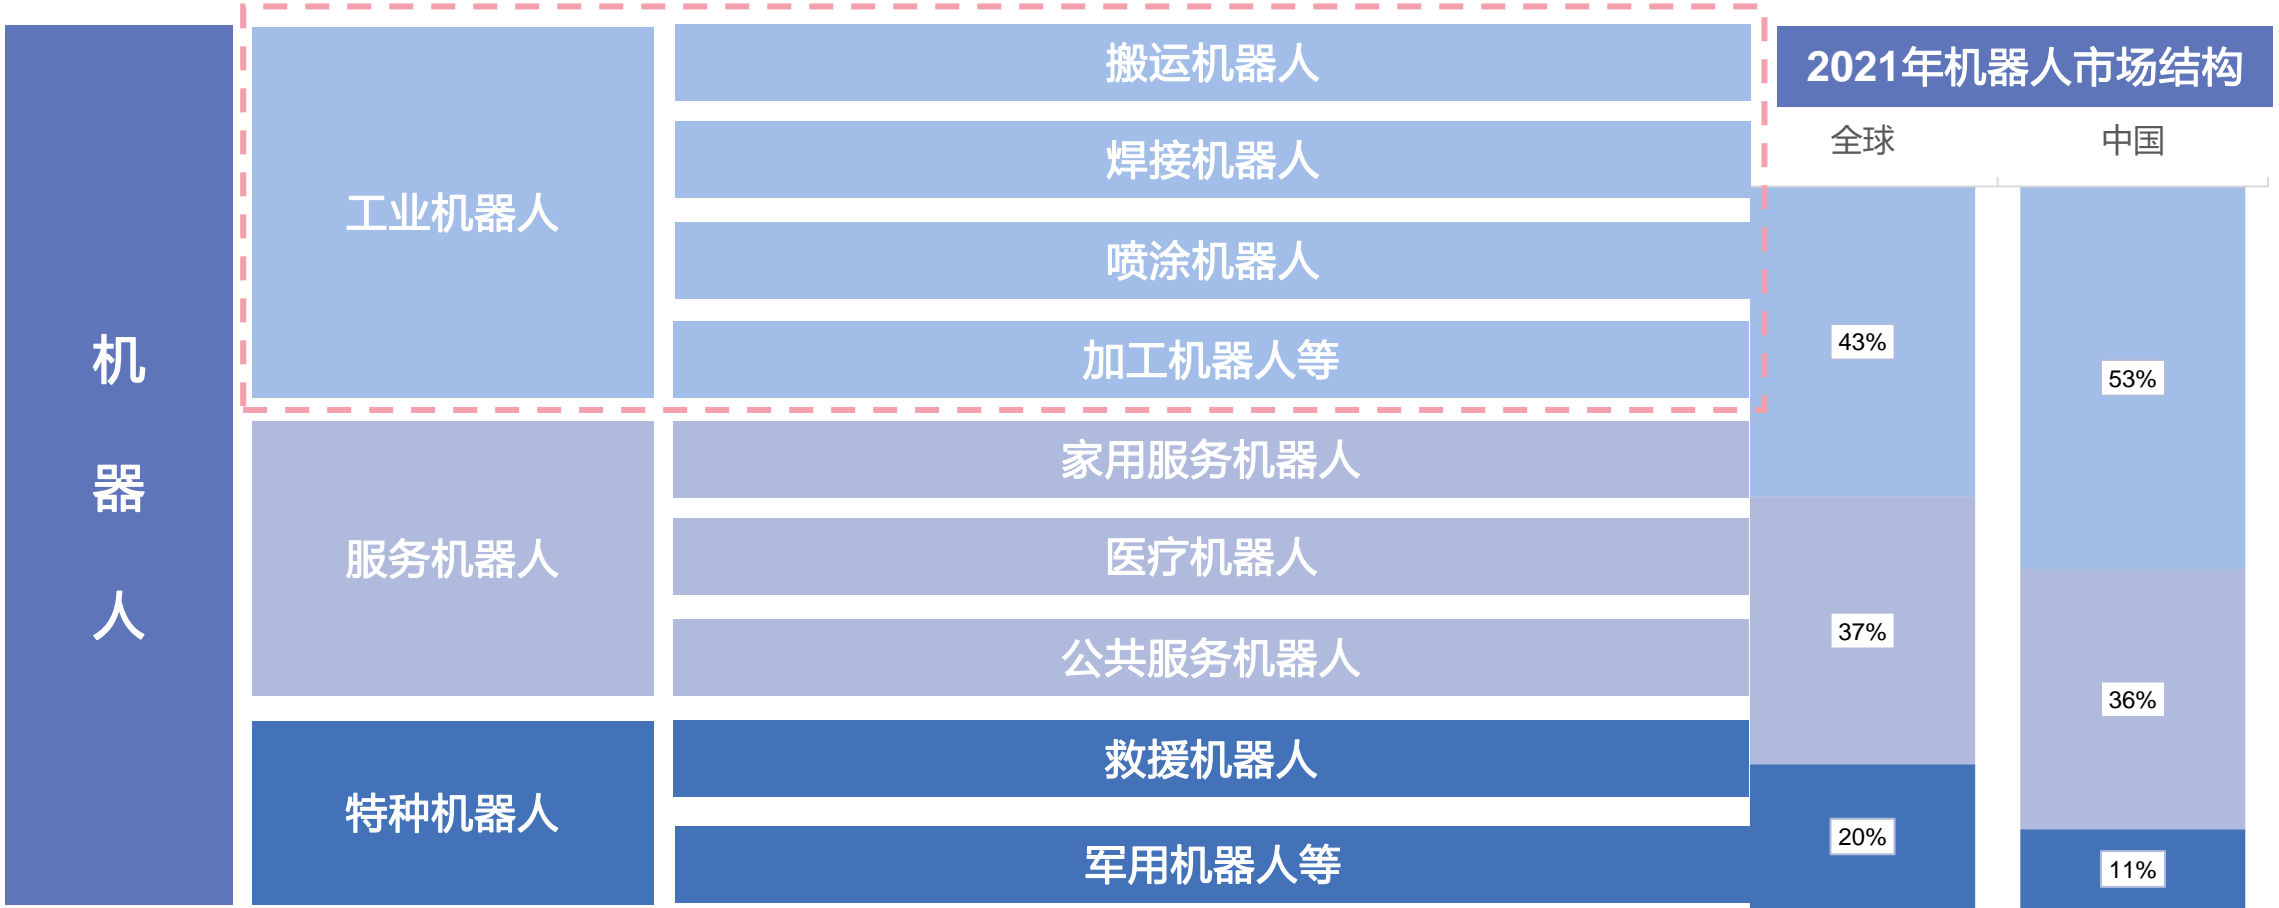 机
器
人
工业机器人
搬运机器人
焊接机器人
喷涂机器人
加工机器人等
服务机器人
家用服务机器人
医疗机器人
公共服务机器人
特种机器人
救援机器人
军用机器人等
2021年机器人市场结构
全球
中国
43%
53%
37%
36%
20%
11%